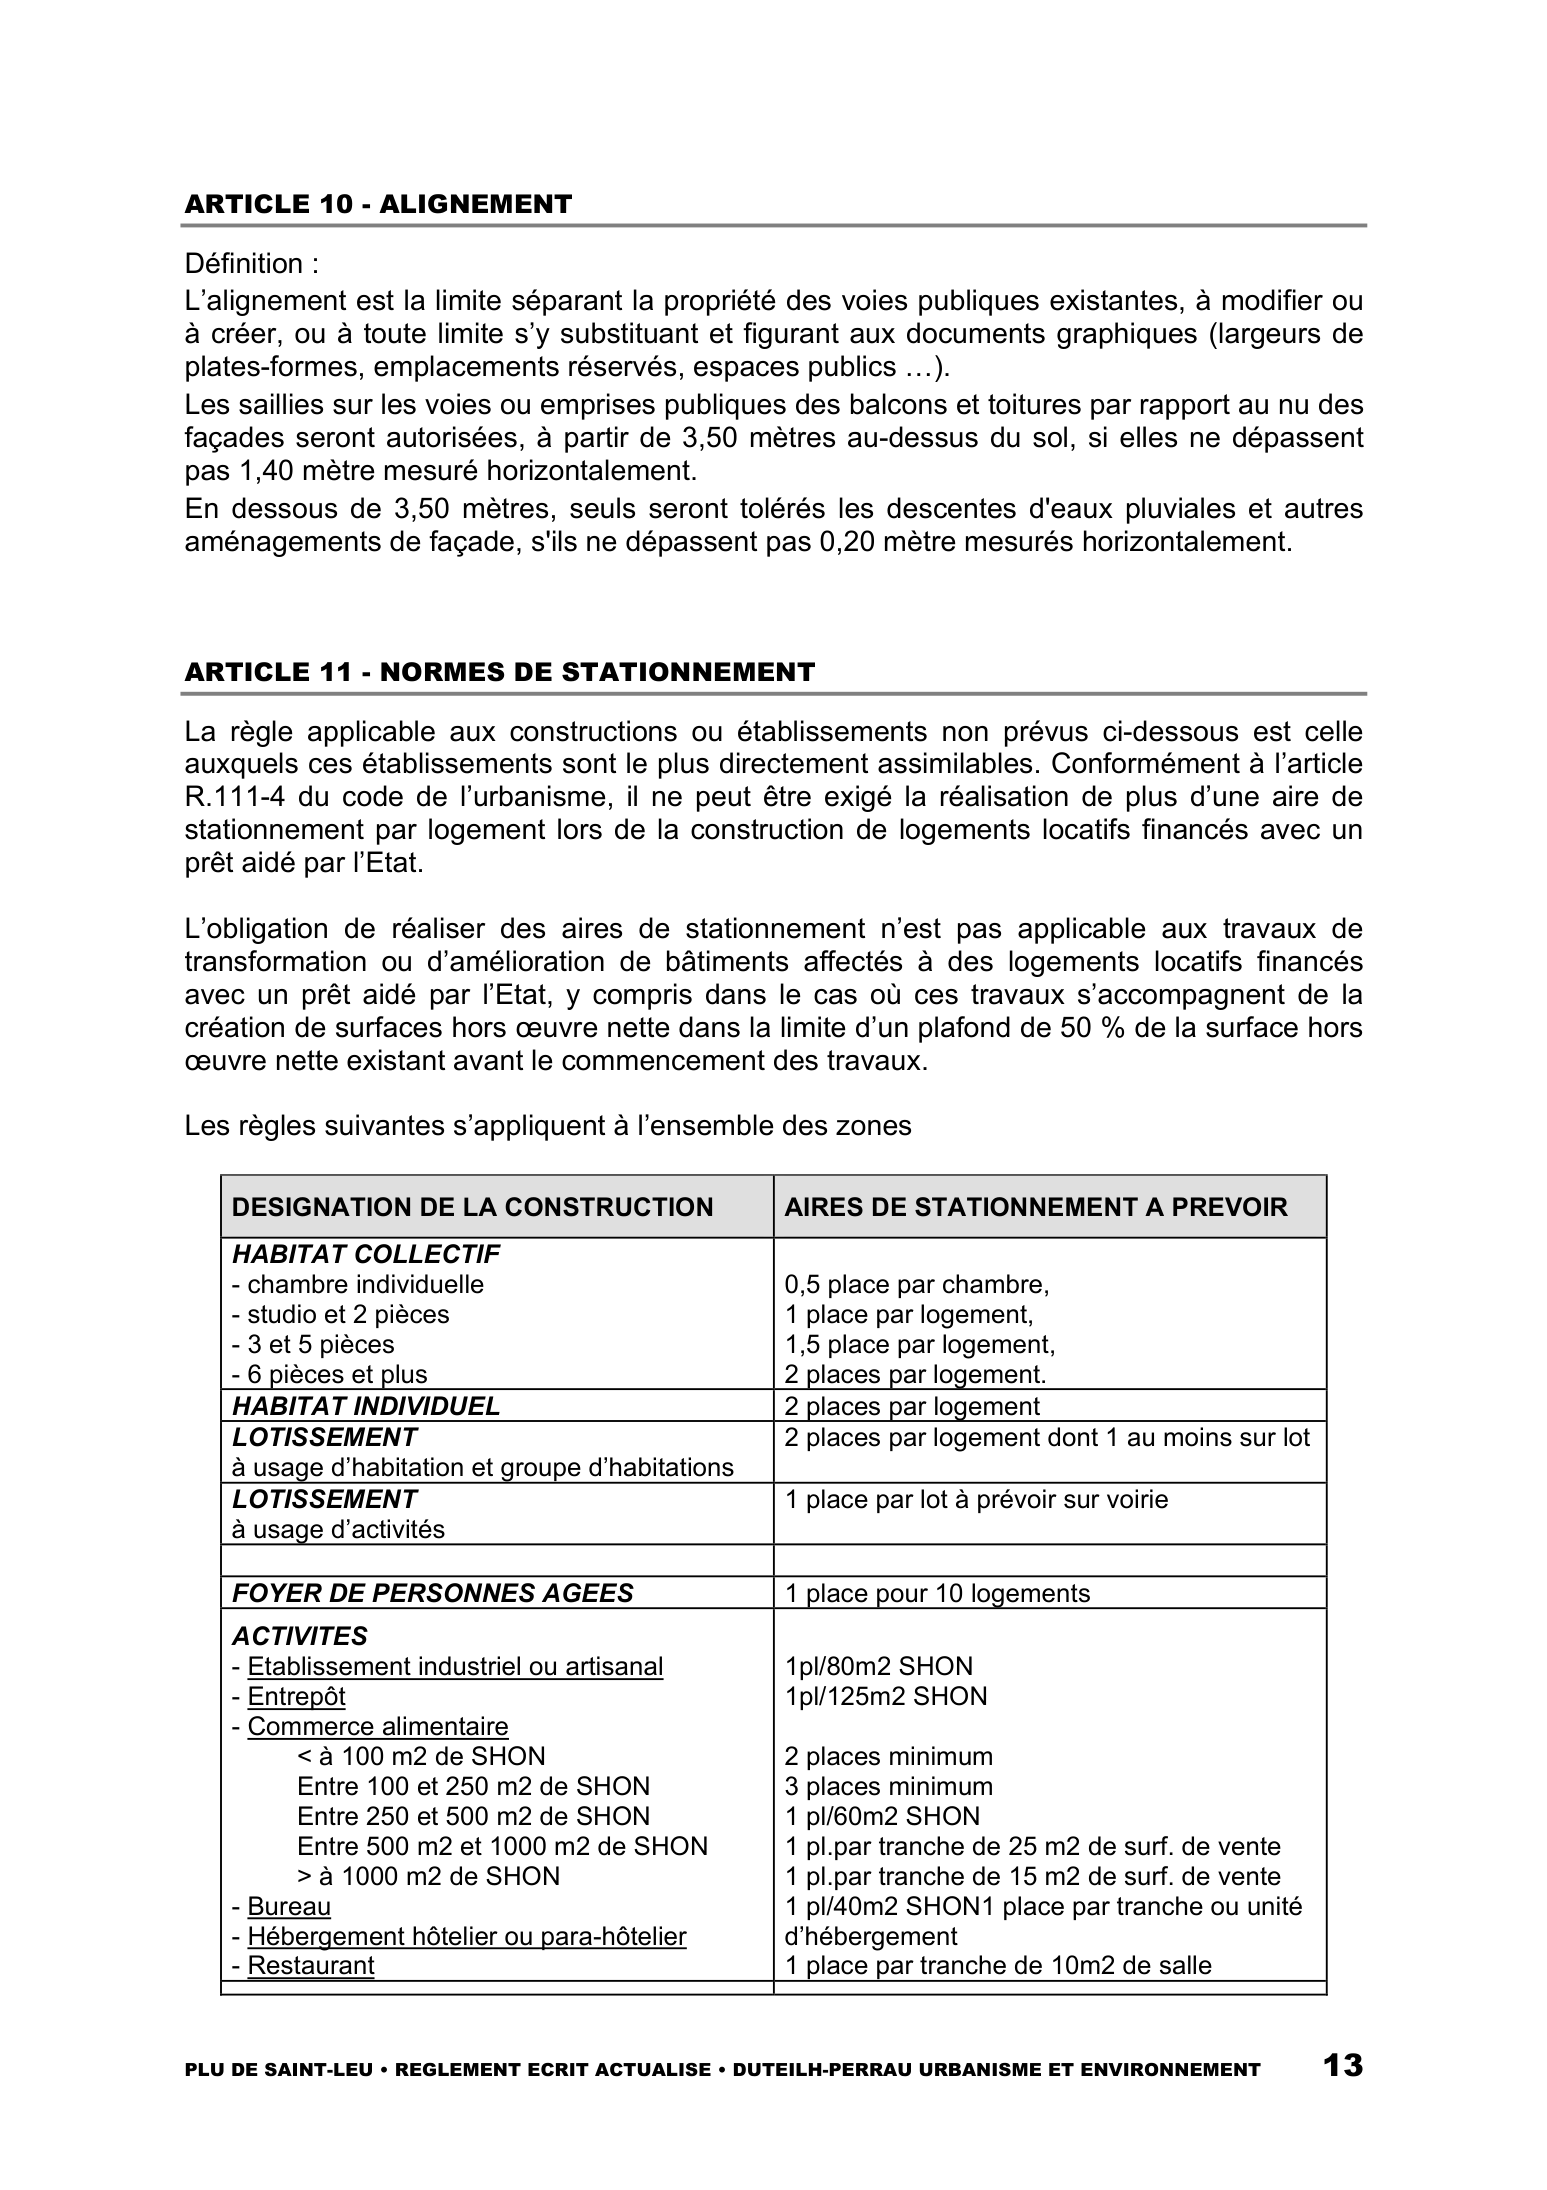 ARTICLE 10 - ALIGNEMENT
Définition :
L’alignement est la limite séparant la propriété des voies publiques existantes, à modifier ou
à créer, ou à toute limite s’y substituant et figurant aux documents graphiques (largeurs de
plates-formes, emplacements réservés, espaces publics …).
Les saillies sur les voies ou emprises publiques des balcons et toitures par rapport au nu des
façades seront autorisées, à partir de 3,50 mètres au-dessus du sol, si elles ne dépassent
pas 1,40 mètre mesuré horizontalement.
En dessous de 3,50 mètres, seuls seront tolérés les descentes d'eaux pluviales et autres
aménagements de façade, s'ils ne dépassent pas 0,20 mètre mesurés horizontalement.
ARTICLE 11 - NORMES DE STATIONNEMENT
La règle applicable aux constructions ou établissements non prévus ci-dessous est celle
auxquels ces établissements sont le plus directement assimilables. Conformément à l’article
R.111-4 du code de l’urbanisme, il ne peut être exigé la réalisation de plus d’une aire de
stationnement par logement lors de la construction de logements locatifs financés avec un
prêt aidé par l’Etat.
L’obligation de réaliser des aires de stationnement n’est pas applicable aux travaux de
transformation ou d’amélioration de bâtiments affectés à des logements locatifs financés
avec un prêt aidé par l’Etat, y compris dans le cas où ces travaux s’accompagnent de la
création de surfaces hors œuvre nette dans la limite d’un plafond de 50 % de la surface hors
œuvre nette existant avant le commencement des travaux.
Les règles suivantes s’appliquent à l’ensemble des zones
DESIGNATION DE LA CONSTRUCTION AIRES DE STATIONNEMENT A PREVOIR
HABITAT COLLECTIF
- chambre individuelle 0,5 place par chambre,
- studio et 2 pièces 1 place par logement,
- 3 et 5 pièces 1,5 place par logement,
- 6 pièces et plus 2 places par logement.
HABITAT INDIVIDUEL 2 places par logement
LOTISSEMENT 2 places par logement dont 1 au moins sur lot
à usage d’habitation et groupe d’habitations
LOTISSEMENT 1 place par lot à prévoir sur voirie
à usage d’activités
FOYER DE PERSONNES AGEES 1 place pour 10 logements
ACTIVITES
- Etablissement industriel ou artisanal 1pl/80m2 SHON
- Entrepôt 1pl/125m2 SHON
- Commerce alimentaire
< à 100 m2 de SHON 2 places minimum
Entre 100 et 250 m2 de SHON 3 places minimum
Entre 250 et 500 m2 de SHON 1 pl/60m2 SHON
Entre 500 m2 et 1000 m2 de SHON 1 pl.par tranche de 25 m2 de surf. de vente
> à 1000 m2 de SHON 1 pl.par tranche de 15 m2 de surf. de vente
- Bureau 1 pl/40m2 SHON1 place par tranche ou unité
- Hébergement hôtelier ou para-hôtelier d’hébergement
- Restaurant 1 place par tranche de 10m2 de salle
PLU DE SAINT-LEU • REGLEMENT ECRIT ACTUALISE • DUTEILH-PERRAU URBANISME ET ENVIRONNEMENT 13